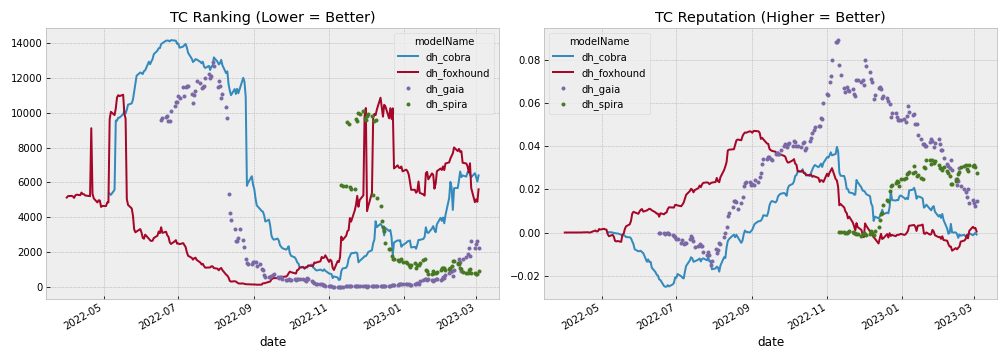 TC Ranking (Lower = Better)
14000
12000
10000
8000
6000
4000
2000
0
modelName
dh_cobra
dh_foxhound
dh_gaia
dh_spira
2022-05
2022-07
2022-09
2022-11
2023-01
2023-03
date
TC Reputation (Higher = Better)
0.08
0.06
0.04
0.02
0.00
−0.02
modelName
dh_cobra
dh_foxhound
dh_gaia
dh_spira
2022-05
2022-07
2022-09
2022-11
2023-01
2023-03
date